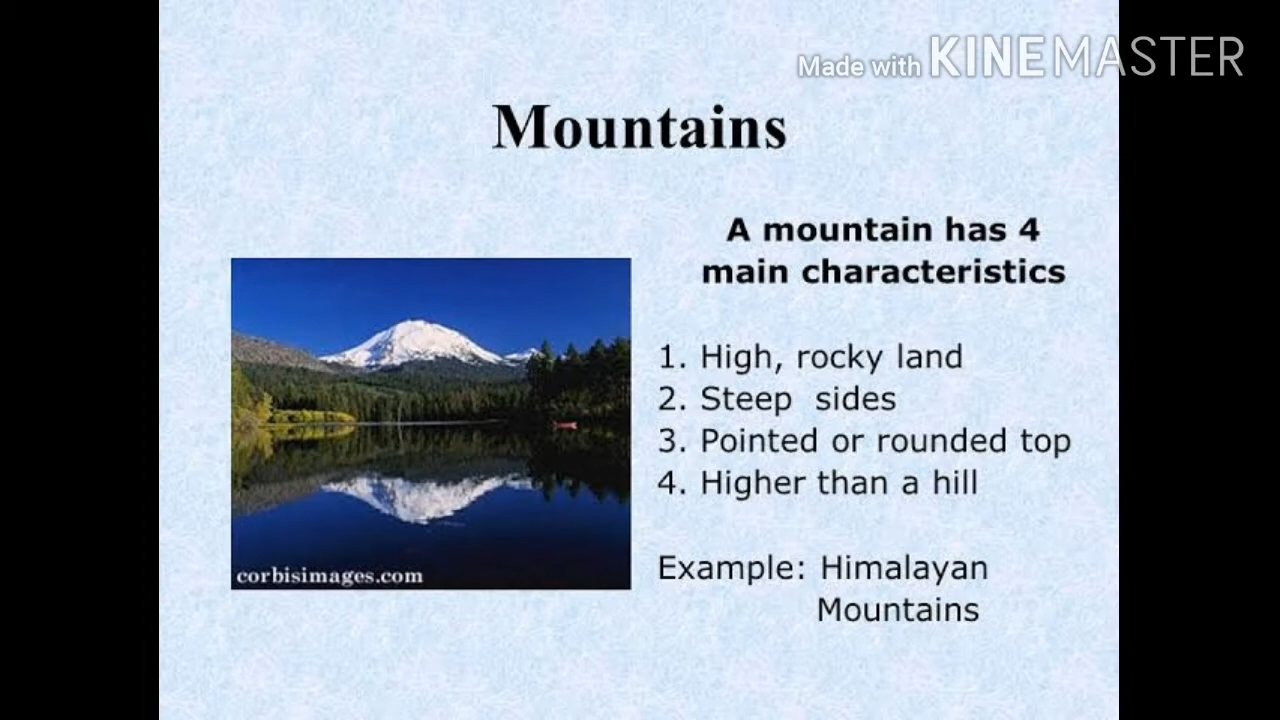 Made with KINEMASTER
Mountains
A mountain has 4
main characteristics
1. High, rocky land
2. Steep sides
3. Pointed or rounded top
4. Higher than a hill
Example: Himalayan
Mountains
corbisimages.com